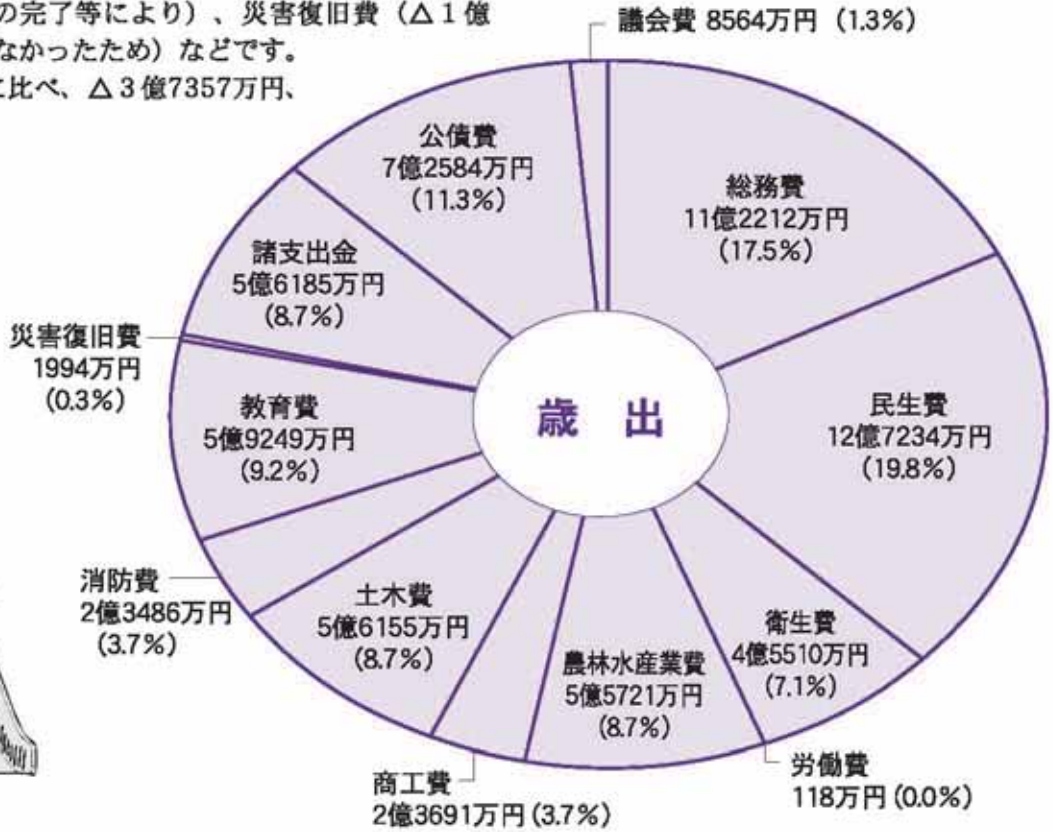 の完了等により）、災害復旧費（△１億
なかったため）などです。
に比べ、△３億7357万円、
議会費 8564万円（1.3％）
公債費
7億2584万円
（11.3％）
総務費
11億2212万円
（17.5％）
諸支出金
5億6185万円
（8.7％）
災害復旧費
1994万円
（0.3％）
教育費
5億9249万円
（9.2％）
歳 出
民生費
12億7234万円
（19.8％）
消防費
2億3486万円
（3.7％）
土木費
5億6155万円
（8.7％）
農林水産業費
5億5721万円
（8.7％）
衛生費
4億5510万円
（7.1％）
商工費
2億3691万円（3.7％）
労働費
118万円（0.0％）